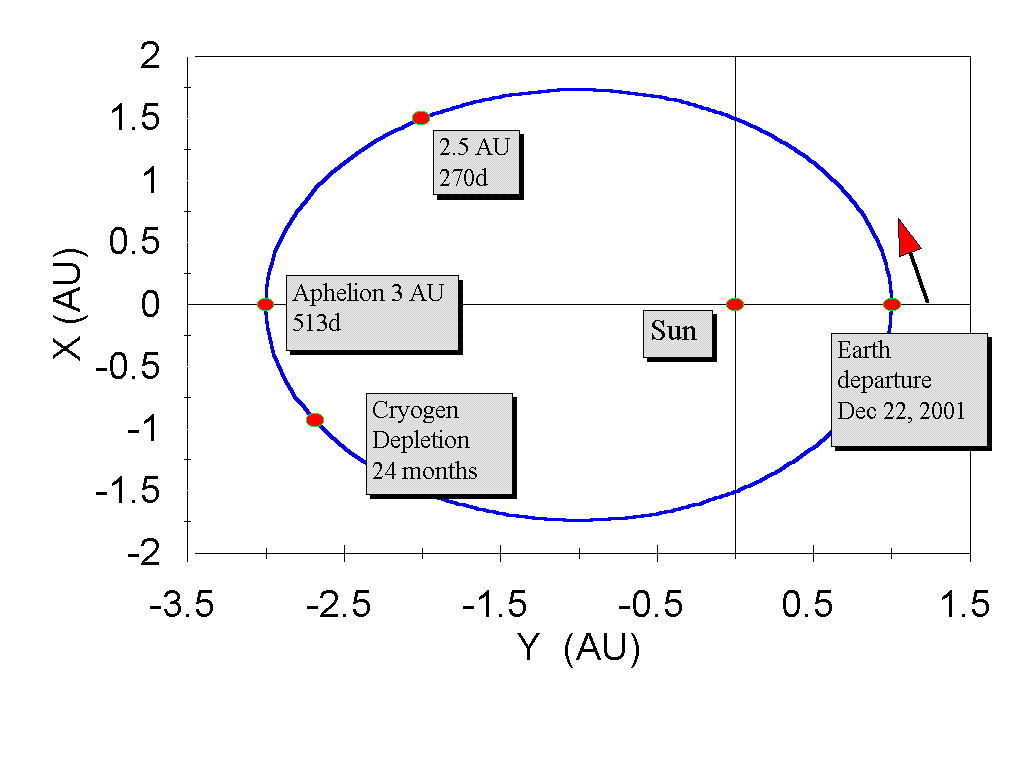 2
1.5
1
0.5
0
-0.5
-1
-1.5
-2
X (AU)
2.5 AU
270d
Aphelion 3 AU
513d
Sun
Earth
departure
Dec 22, 2001
Cryogen
Depletion
24 months
-3.5 -2.5 -1.5 -0.5 0.5 1.5
Y (AU)